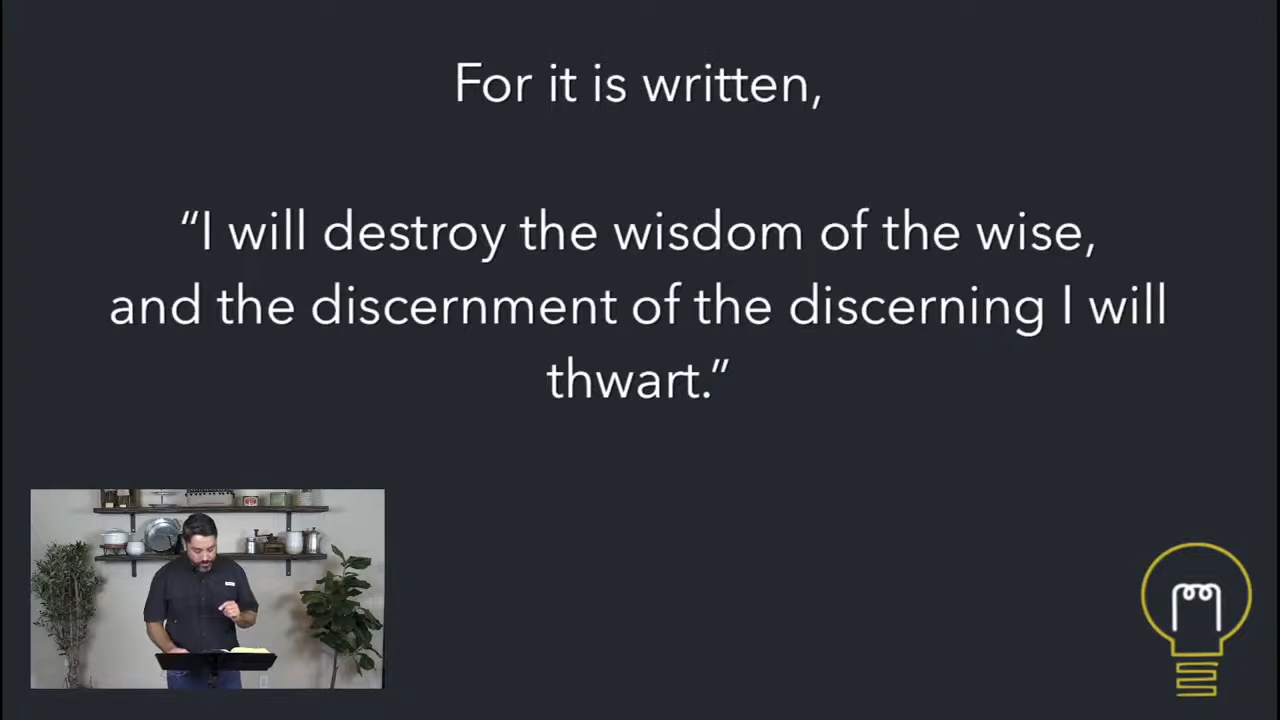 For it is written,
“I will destroy the wisdom of the wise,
and the discernment of the discerning I will
thwart.”